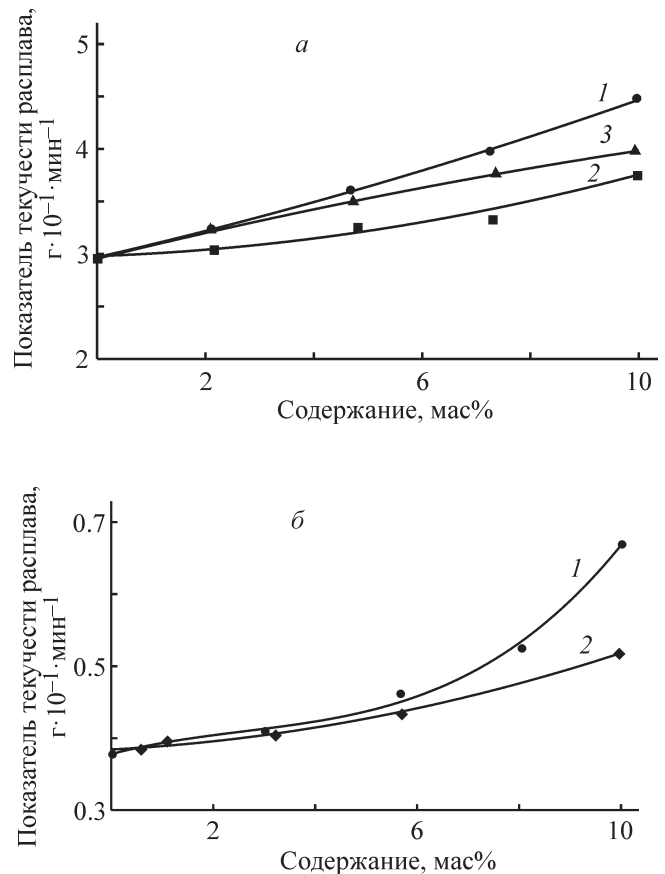 Показатель текучести расплава,
г·10⁻¹·мин⁻¹
а
5
4
3
2
1
3
2
2
6
10
Содержание, мас%
Показатель текучести расплава,
г·10⁻¹·мин⁻¹
б
0.7
0.5
0.3
1
2
2
6
10
Содержание, мас%